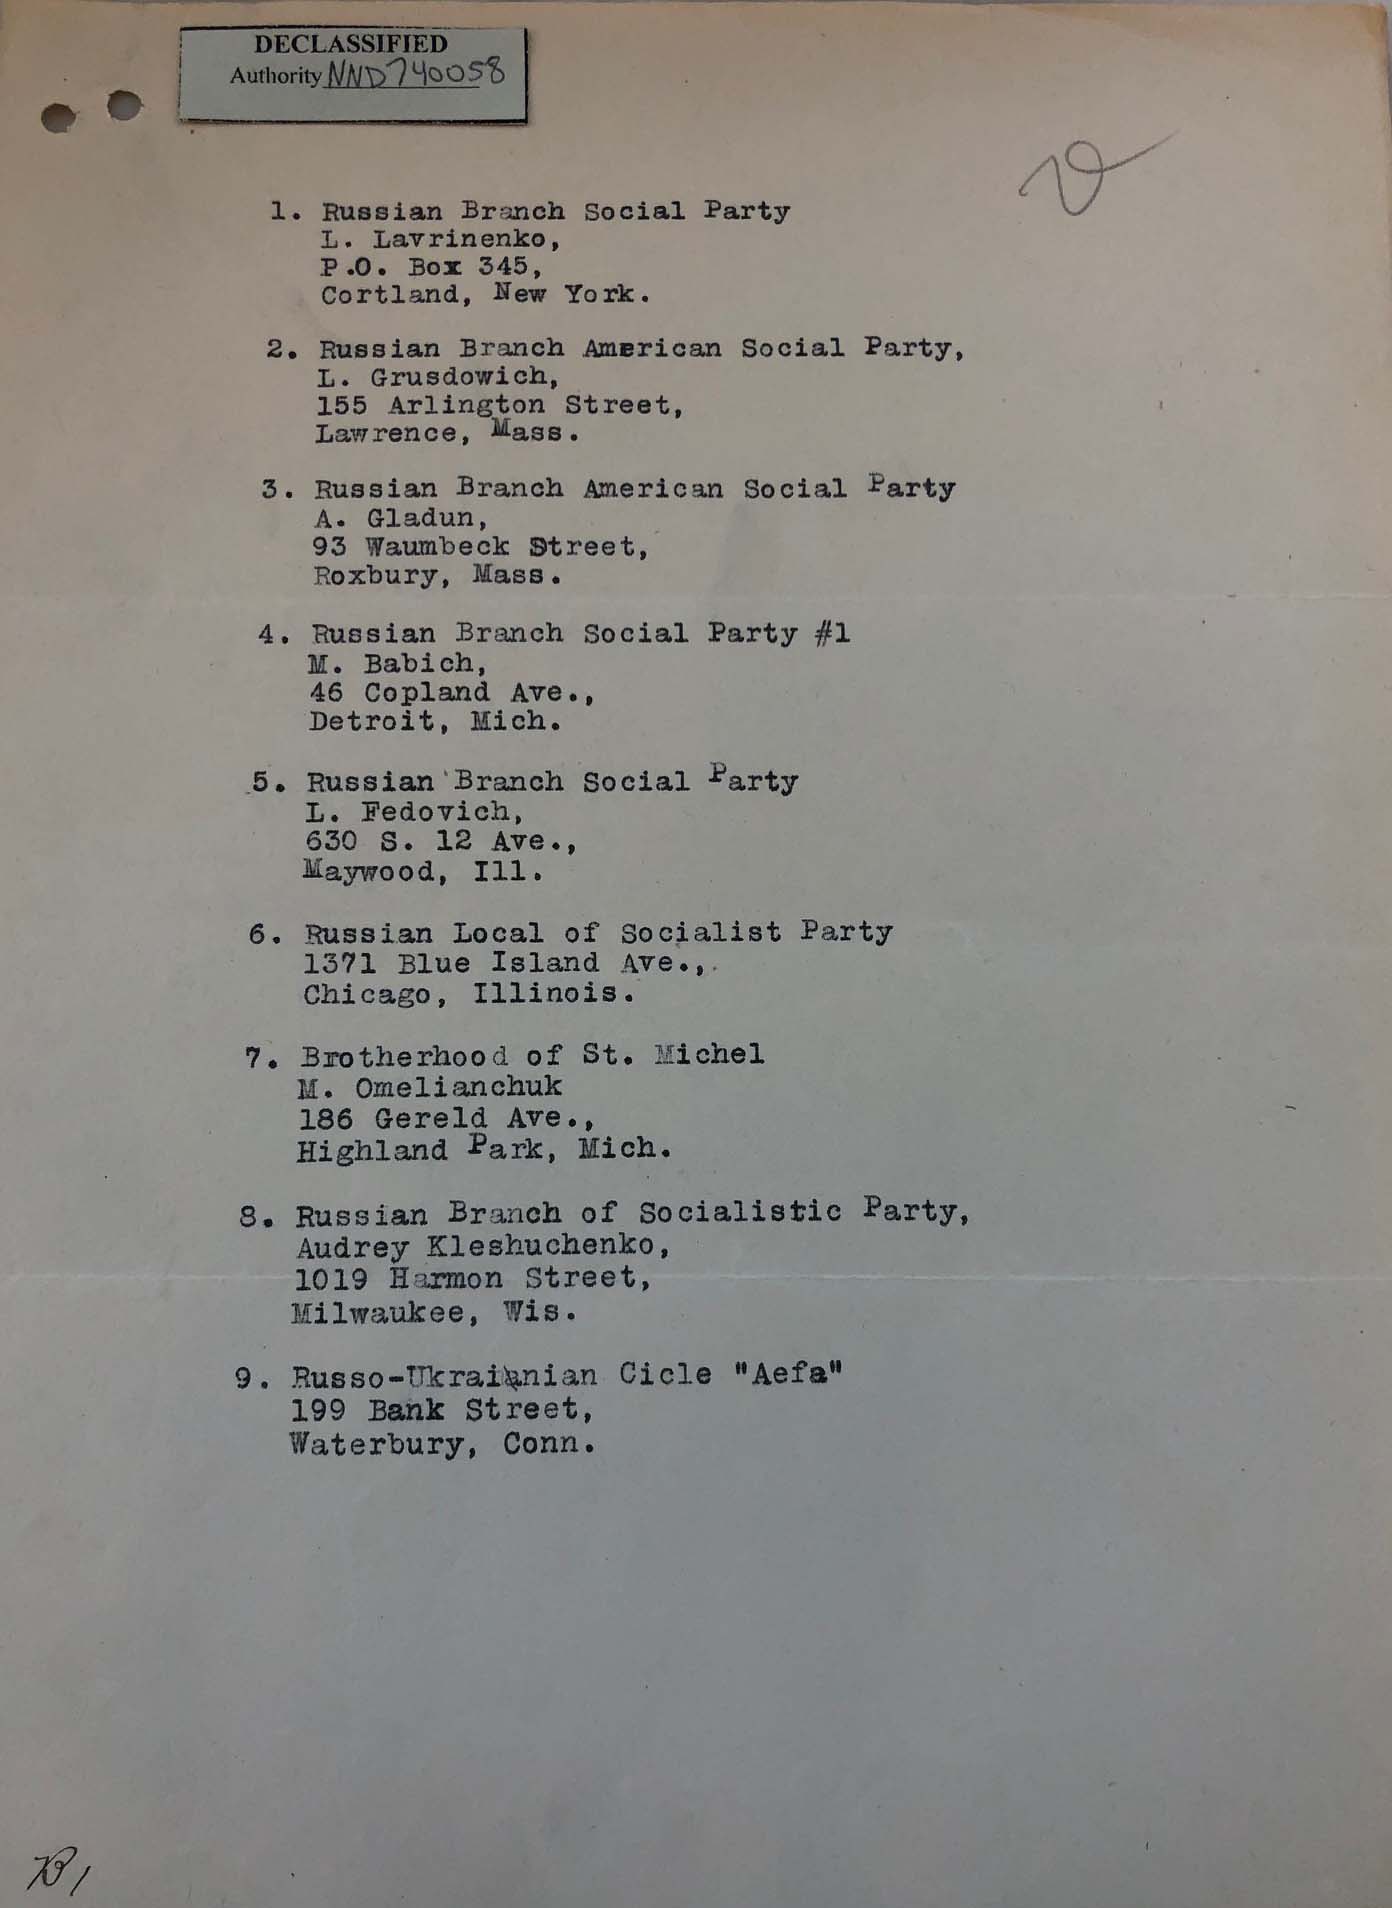 DECLASSIFIED
Authority NND740058
1. Russian Branch Social Party
L. Lavrinenko,
P.O. Box 345,
Cortland, New York.
2. Russian Branch American Social Party,
L. Grusdowich,
155 Arlington Street,
Lawrence, Mass.
3. Russian Branch American Social Party
A. Gladun,
93 Waumbeck Street,
Roxbury, Mass.
4. Russian Branch Social Party #1
M. Babich,
46 Copland Ave.,
Detroit, Mich.
5. Russian Branch Social Party
L. Fedovich,
630 S. 12 Ave.,
Maywood, Ill.
6. Russian Local of Socialist Party
1371 Blue Island Ave.,
Chicago, Illinois.
7. Brotherhood of St. Michel
M. Omelianchuk
186 Gereld Ave.,
Highland Park, Mich.
8. Russian Branch of Socialistic Party,
Audrey Kleshuchenko,
1019 Harmon Street,
Milwaukee, Wis.
9. Russo-Ukrainian Cicle "Aefa"
199 Bank Street,
Waterbury, Conn.